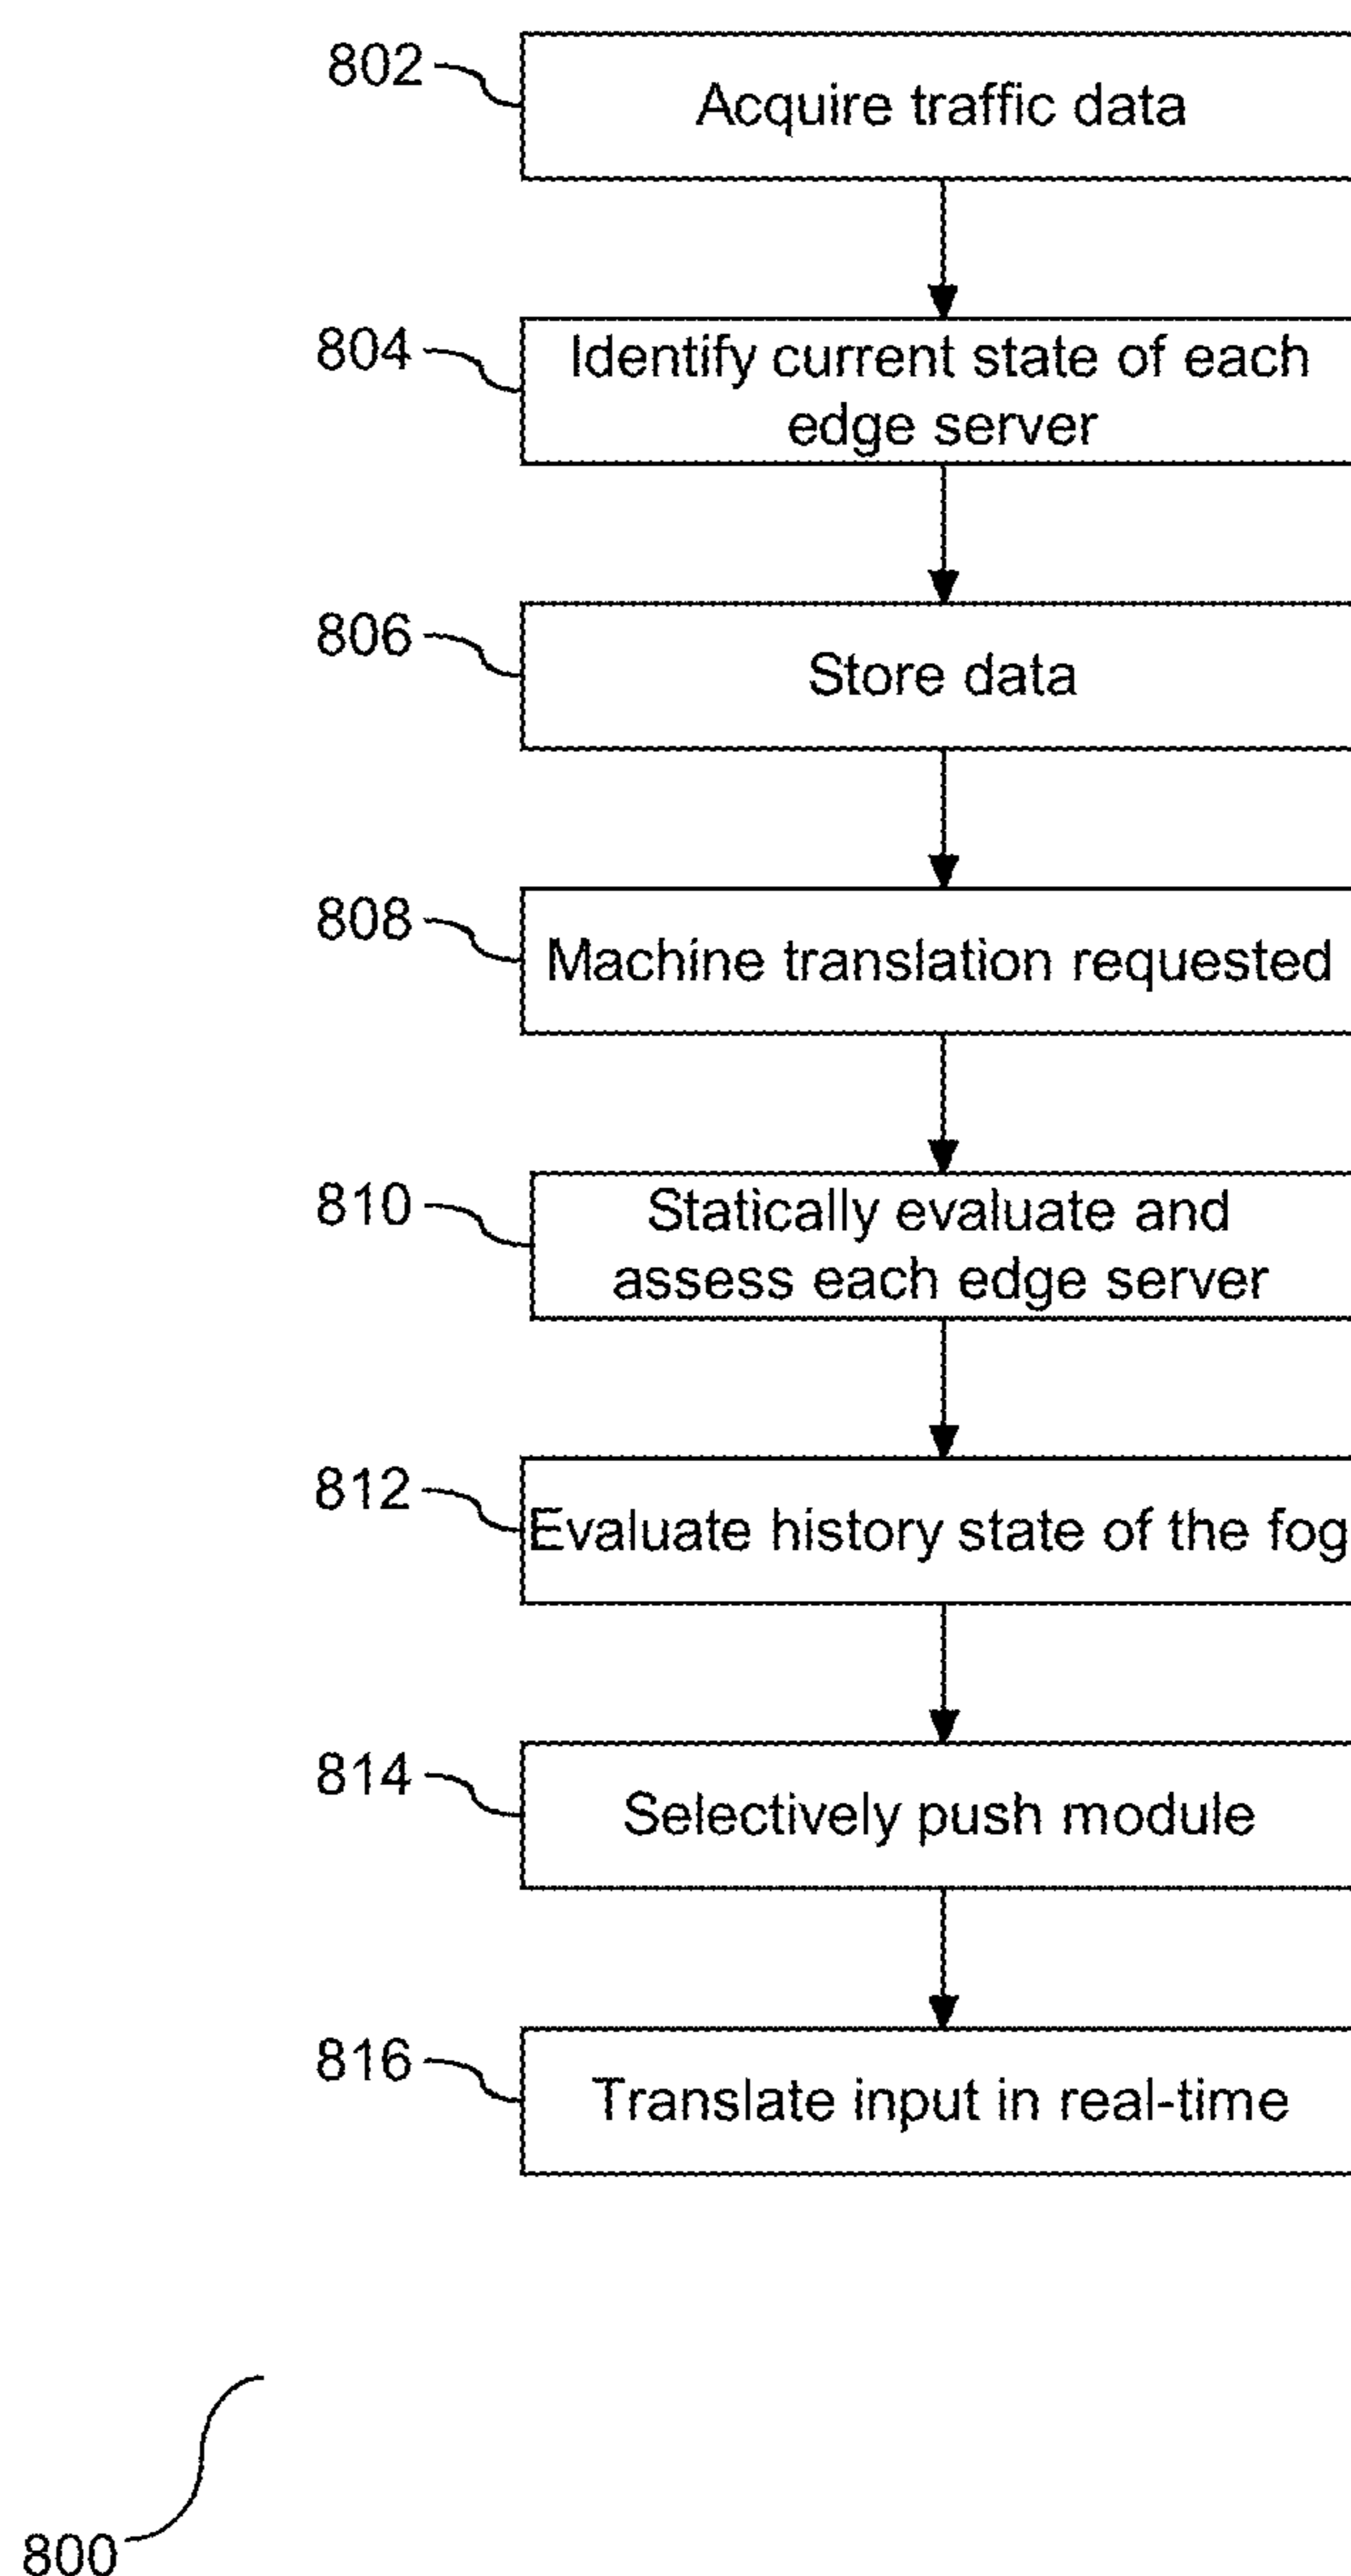 802
Acquire traffic data
804
Identify current state of each
edge server
806
Store data
808
Machine translation requested
810
Statically evaluate and
assess each edge server
812
Evaluate history state of the fog
814
Selectively push module
816
Translate input in real-time
800